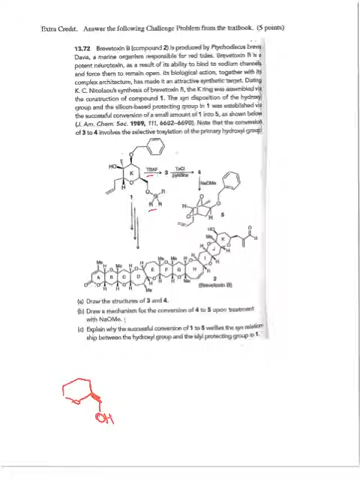 Extra Credit. Answer the following Challenge Problem from the textbook. (5 points)
13.72 Brevetoxin B (compound 2) is produced by Ptychodiscus brevis
Davis, a marine organism responsible for red tides. Brevetoxin B is a
potent neurotoxin, as a result of its ability to bind to sodium channels
and force them to remain open. Its biological action, together with its
complex architecture, has made it an attractive synthetic target. During
K. C. Nicolaou's synthesis of brevetoxin B, the K ring was assembled via
the construction of compound 1. The syn disposition of the hydroxyl
group and the silicon-based protecting group in 1 was established via
the successful conversion of a small amount of 1 into 5, as shown below
(J. Am. Chem. Soc. 1989, 111, 6682–6690). Note that the conversion
of 3 to 4 involves the selective tosylation of the primary hydroxyl group:
HO
O
K
TBAF
3
TsCl
pyridine
4
NaOMe
Si
1
5
HO
Me
A B C D E F G H I J K
2
(Brevetoxin B)
(a) Draw the structures of 3 and 4.
(b) Draw a mechanism for the conversion of 4 to 5 upon treatment
with NaOMe.
(c) Explain why the successful conversion of 1 to 5 verifies the syn relation
ship between the hydroxyl group and the silyl protecting group in 1.
O
OH